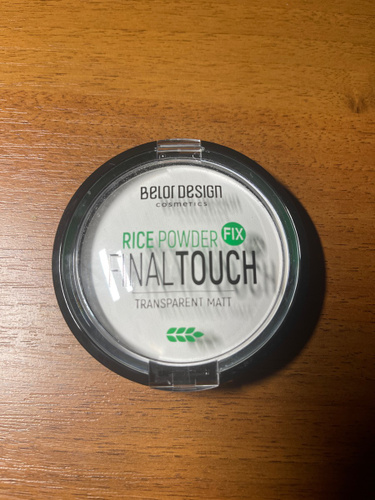 BELOR DESIGN
cosmetics
RICE POWDER FIX
FINAL TOUCH
TRANSPARENT MATT